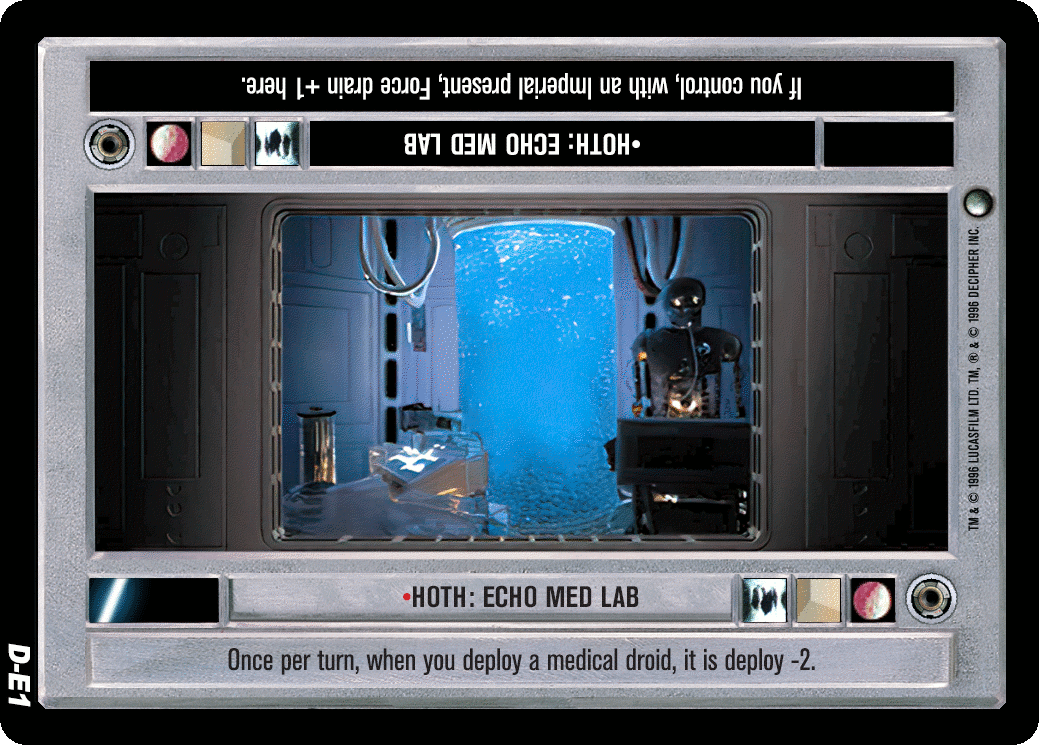 If you control, with an Imperial present, Force drain +1 here.
•HOTH: ECHO MED LAB
TM & © 1996 LUCASFILM LTD. TM, ® & © 1996 DECIPHER INC.
•HOTH: ECHO MED LAB
Once per turn, when you deploy a medical droid, it is deploy -2.
D-E1